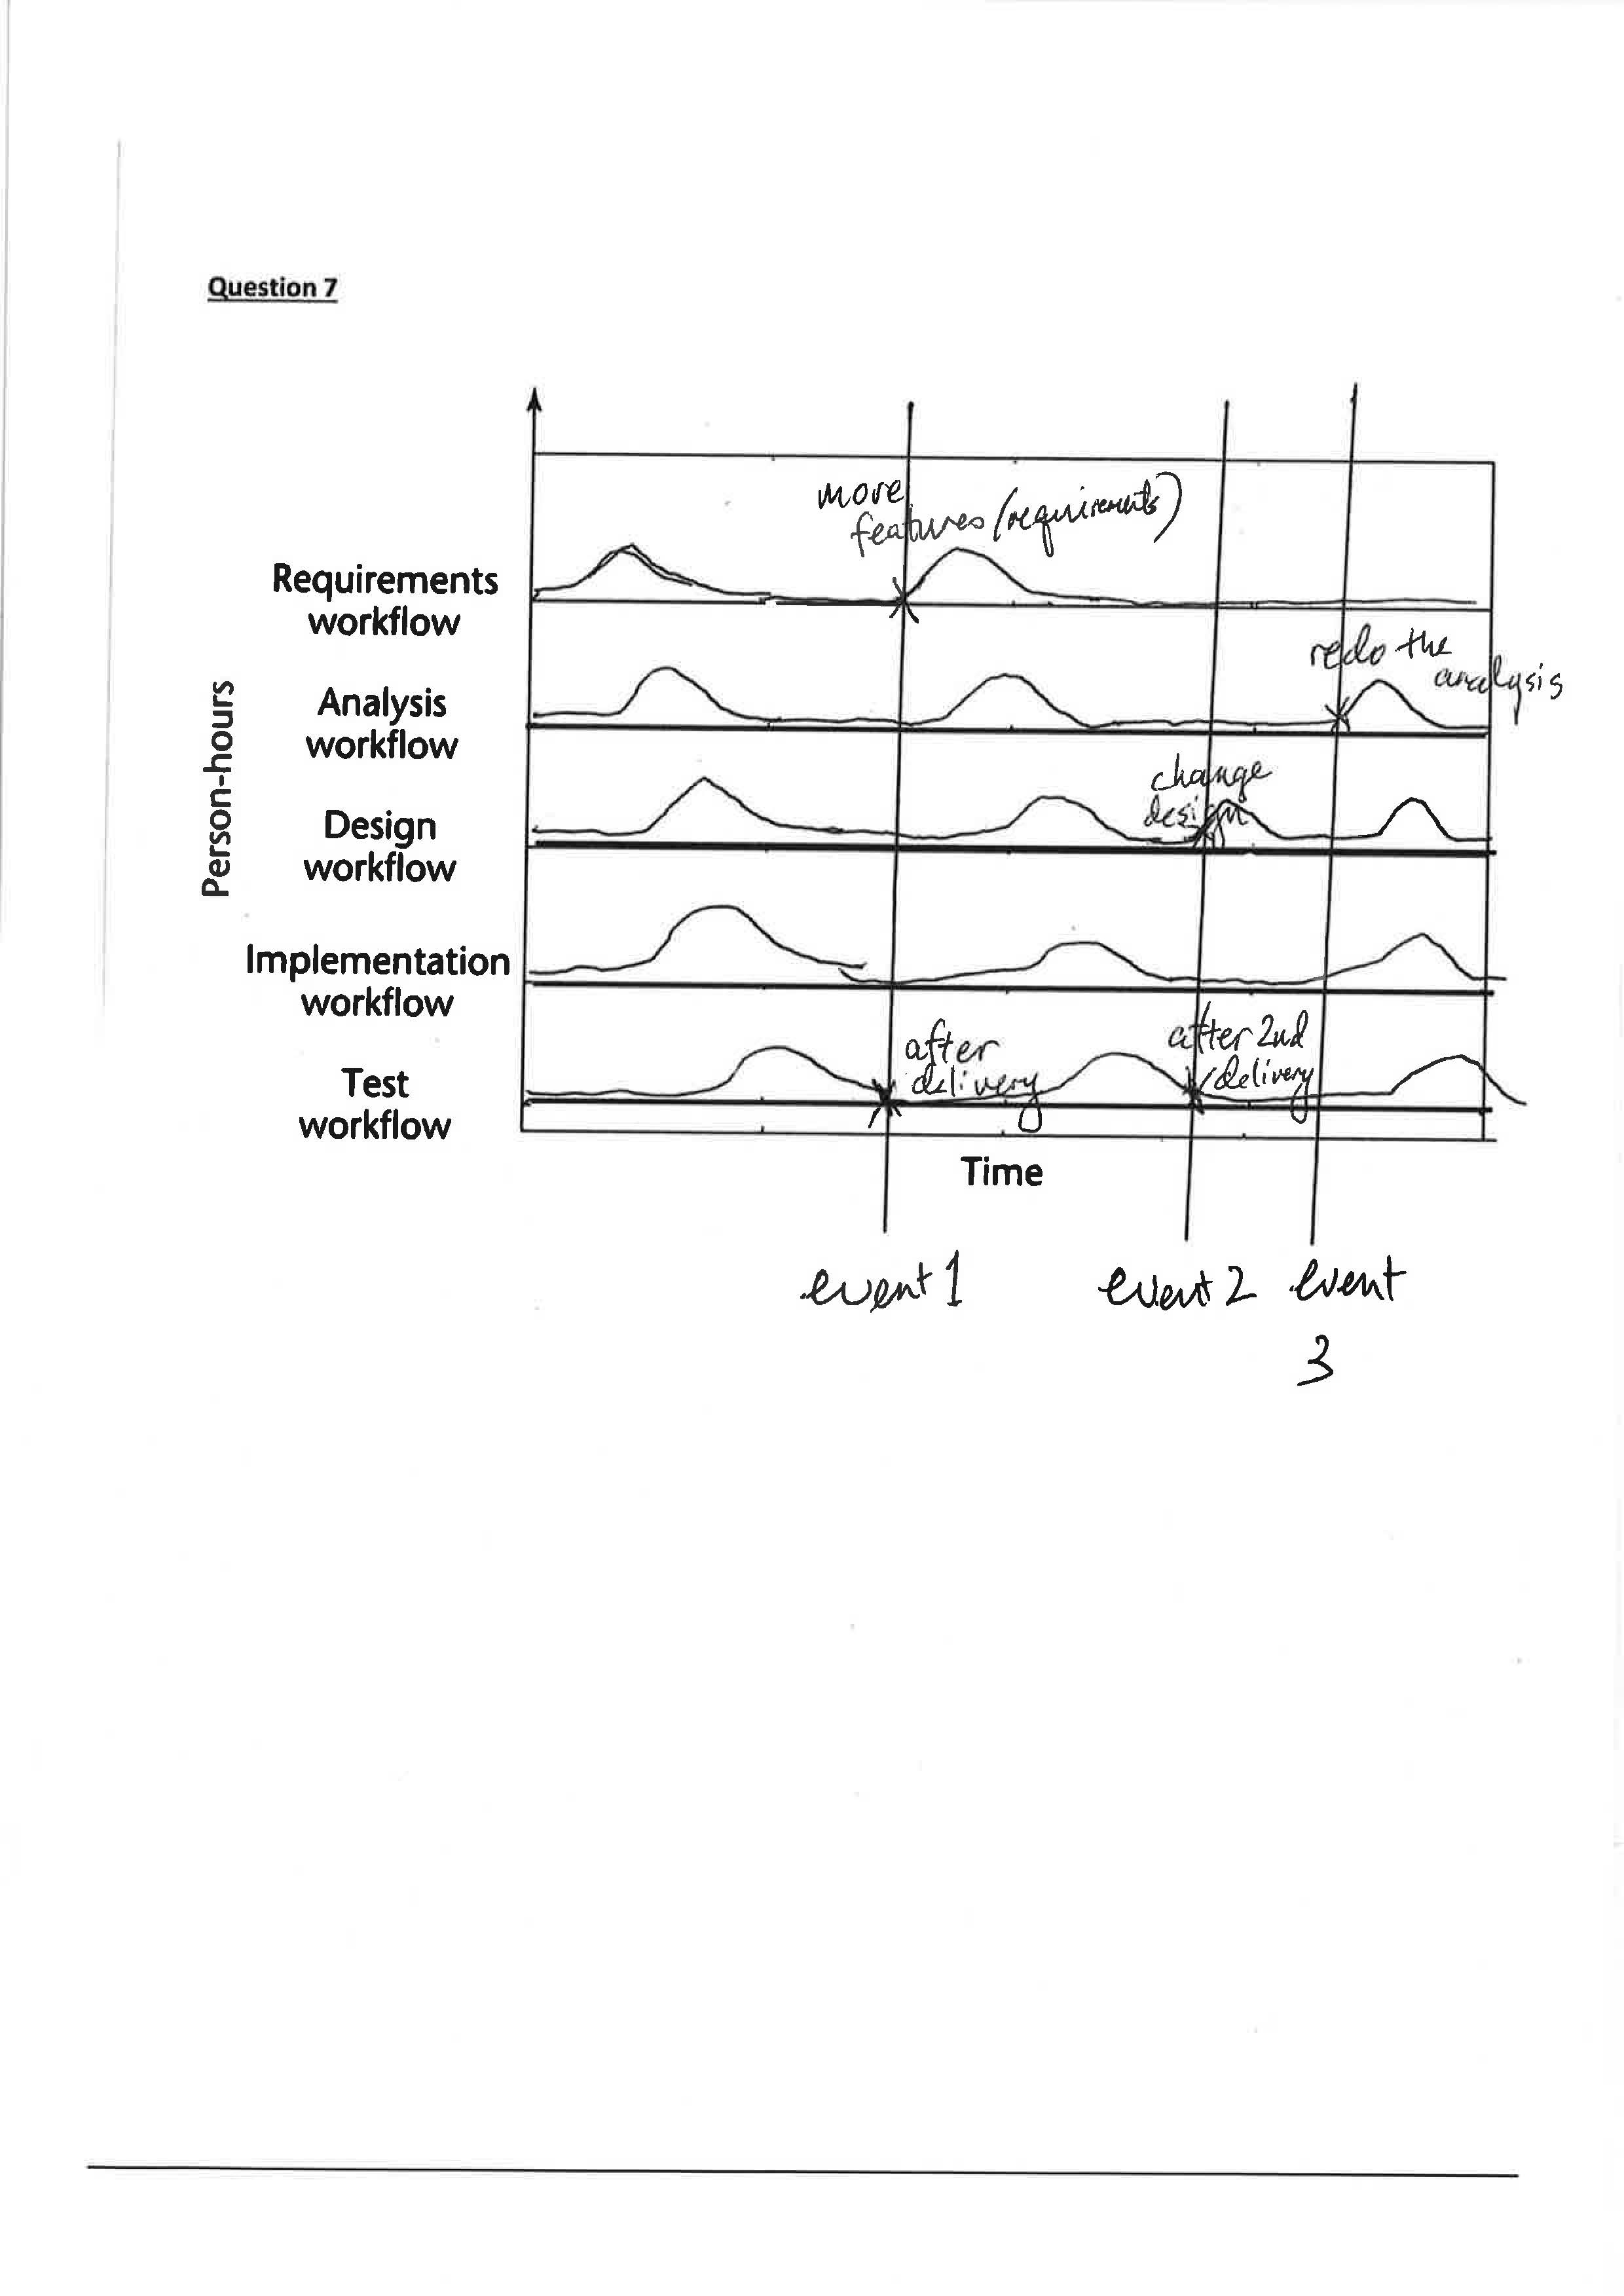 Question 7
more
features (requirements)
Requirements
workflow
redo the
analysis
Analysis
workflow
Person-hours
change
design
Design
workflow
Implementation
workflow
after
delivery
after 2nd
delivery
Test
workflow
Time
event 1
event 2
event
3